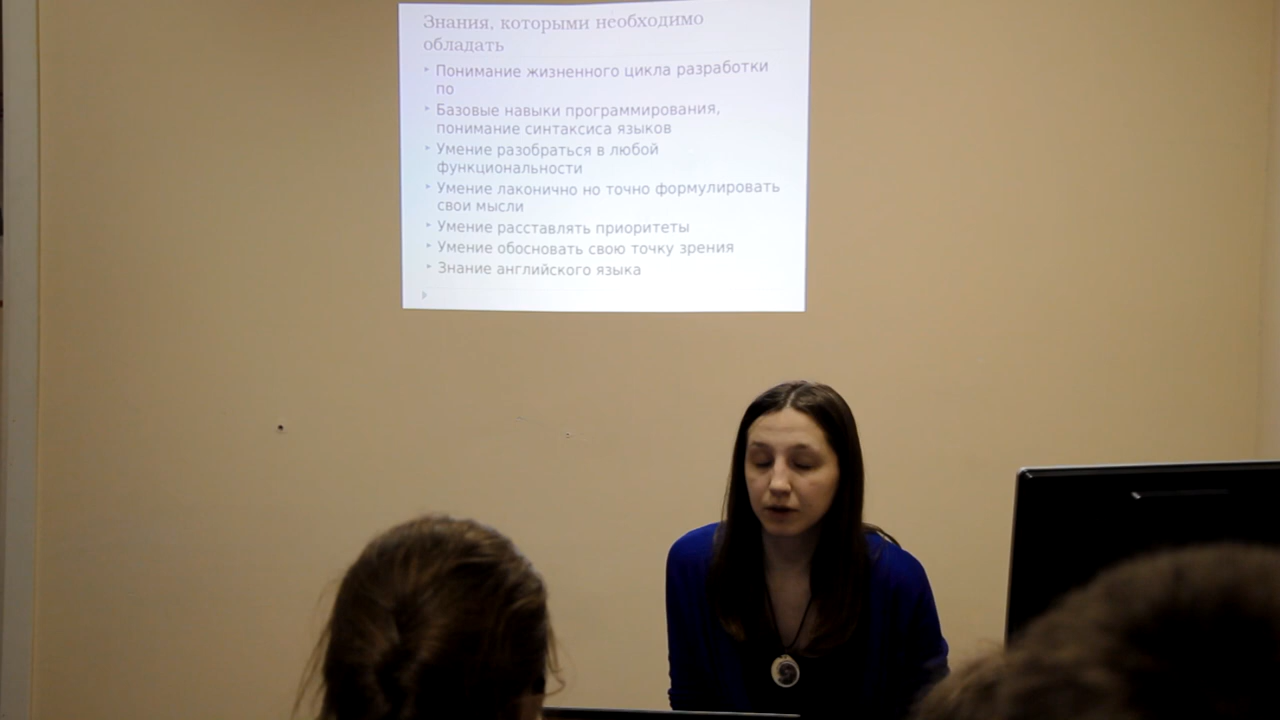 Знания, которыми необходимо
обладать
Понимание жизненного цикла разработки
по
Базовые навыки программирования,
понимание синтаксиса языков
Умение разобраться в любой
функциональности
Умение лаконично но точно формулировать
свои мысли
Умение расставлять приоритеты
Умение обосновать свою точку зрения
Знание английского языка